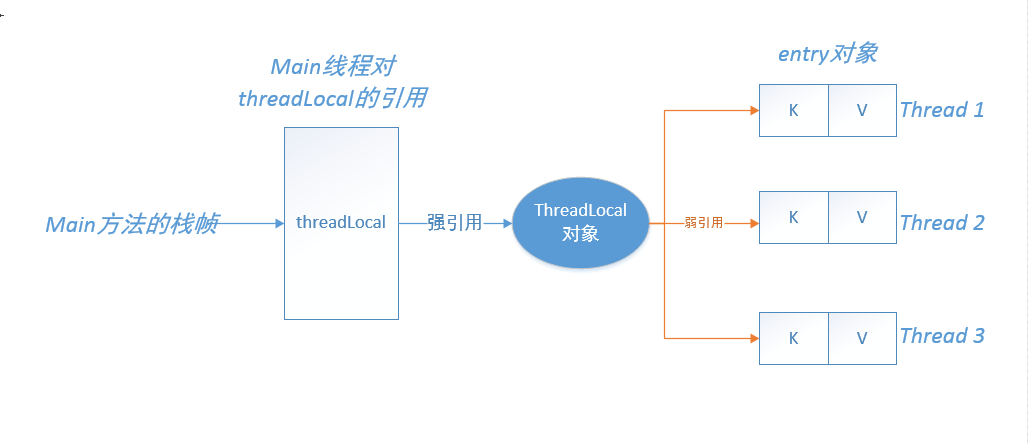 Main线程对
threadLocal的引用
entry对象
K V Thread 1
Main方法的栈帧
threadLocal
强引用
ThreadLocal
对象
弱引用
K V Thread 2
K V Thread 3